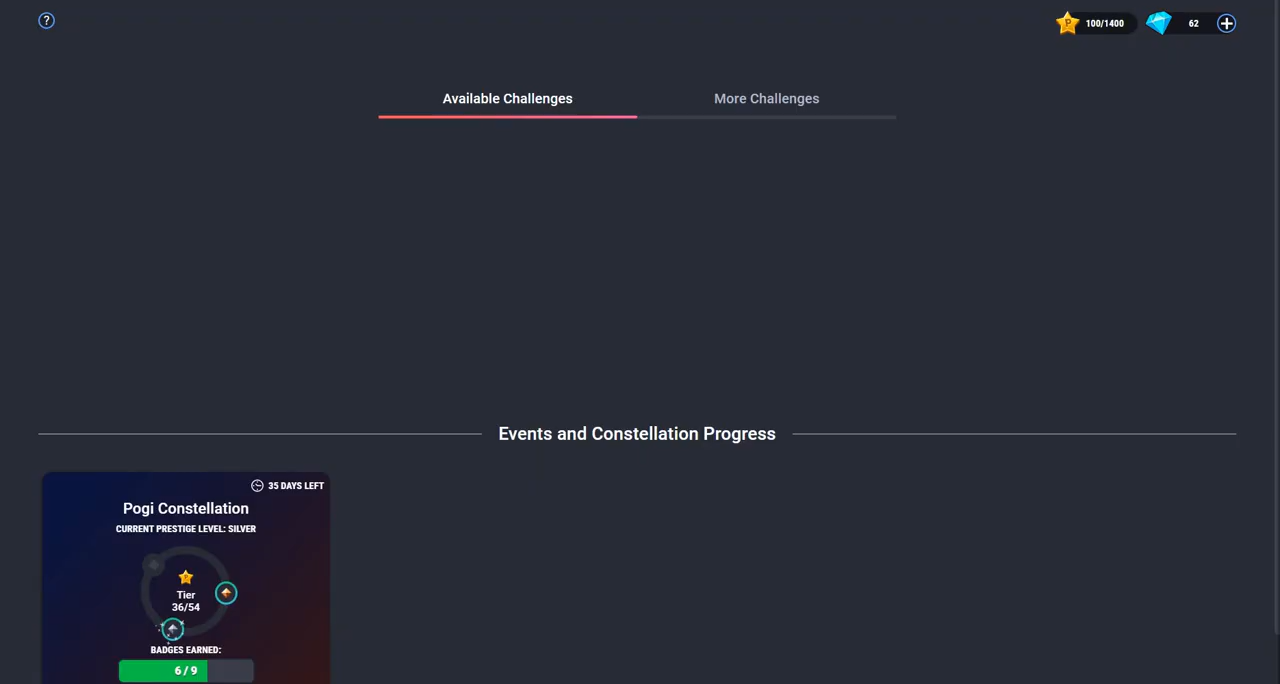 ?
P 100/1400 62
Available Challenges More Challenges
Events and Constellation Progress
35 DAYS LEFT
Pogi Constellation
CURRENT PRESTIGE LEVEL: SILVER
Tier
36/54
BADGES EARNED:
6 / 9